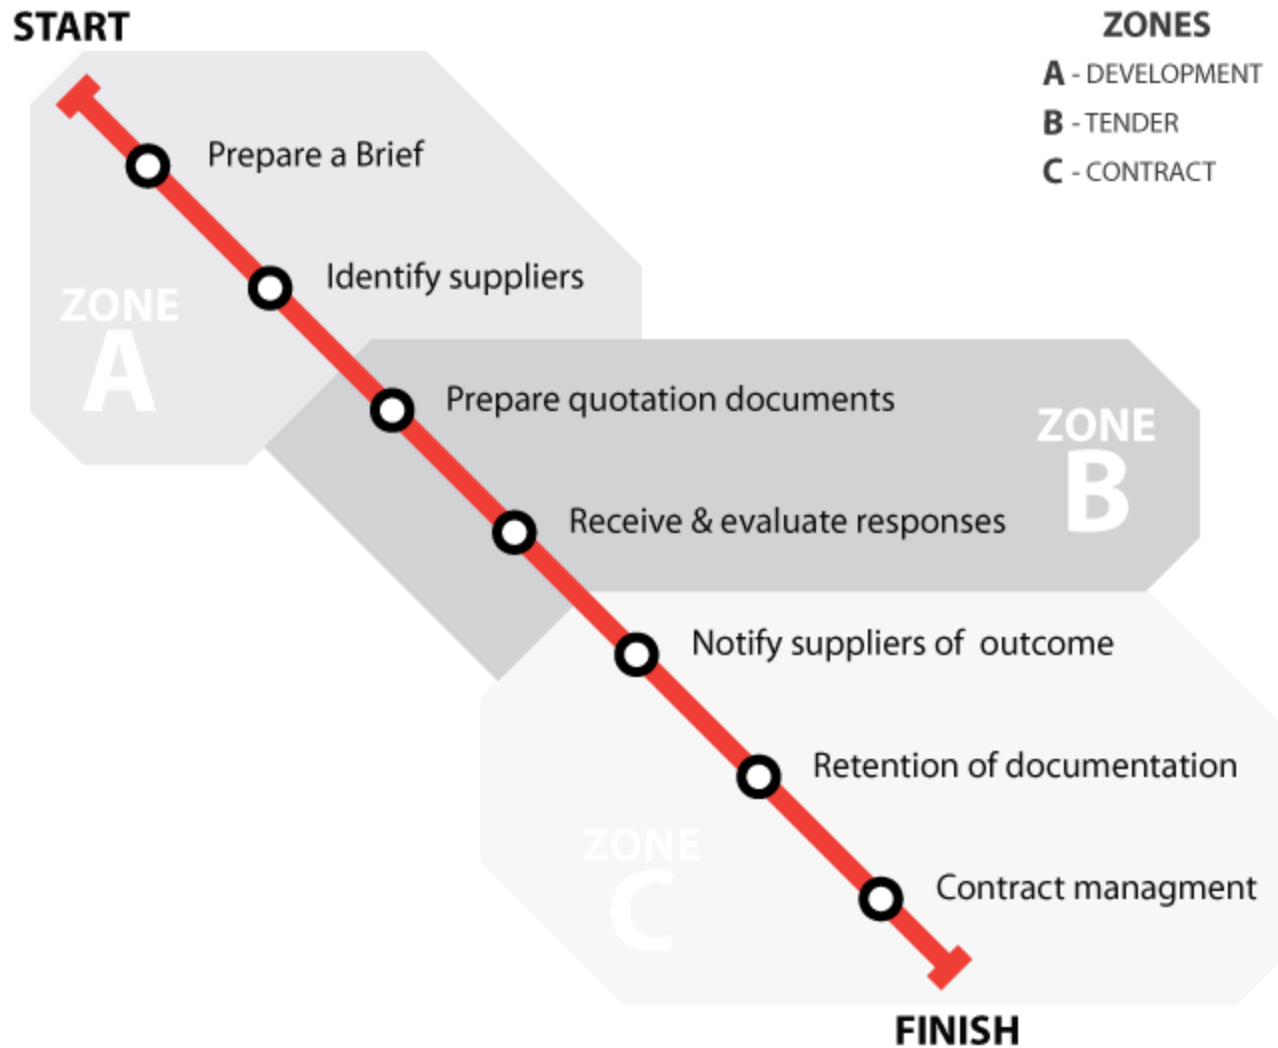 START
ZONES
A - DEVELOPMENT
B - TENDER
C - CONTRACT
Prepare a Brief
Identify suppliers
ZONE
A
Prepare quotation documents
ZONE
B
Receive & evaluate responses
Notify suppliers of outcome
Retention of documentation
ZONE
C
Contract managment
FINISH